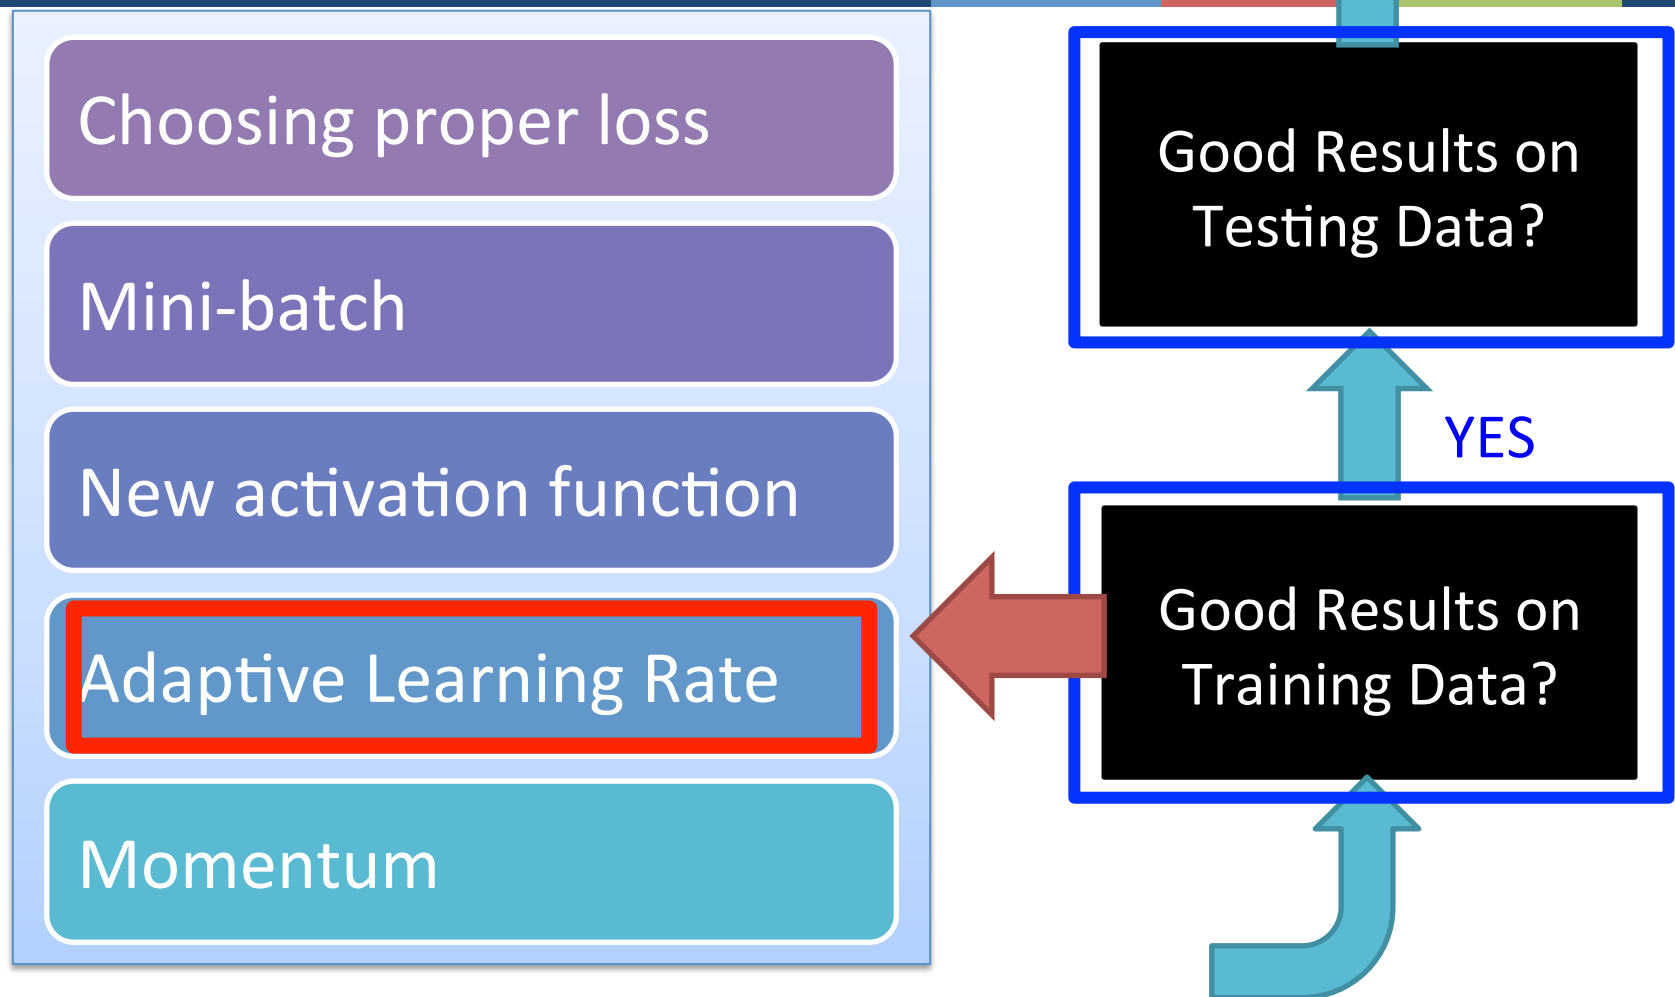 Choosing proper loss
Mini-batch
New activation function
Adaptive Learning Rate
Momentum
Good Results on
Testing Data?
YES
Good Results on
Training Data?